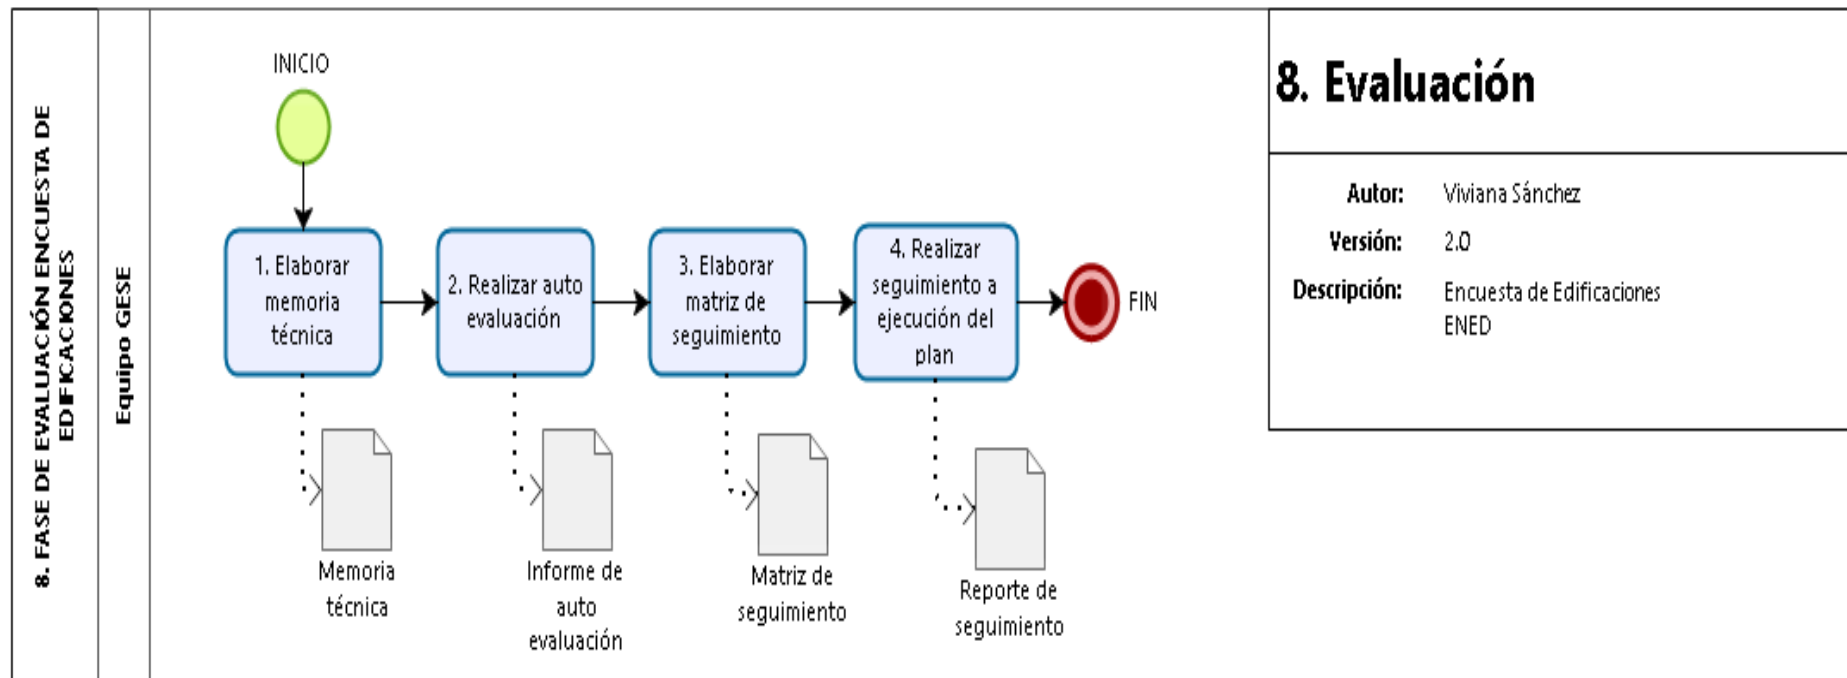 8. FASE DE EVALUACIÓN ENCUESTA DE
EDIFICACIONES
Equipo GESE
INICIO
1. Elaborar
memoria
técnica
2. Realizar auto
evaluación
3. Elaborar
matriz de
seguimiento
4. Realizar
seguimiento a
ejecución del
plan
FIN
Memoria
técnica
Informe de
auto
evaluación
Matriz de
seguimiento
Reporte de
seguimiento
8. Evaluación
Autor: Viviana Sánchez
Versión: 2.0
Descripción: Encuesta de Edificaciones
ENED